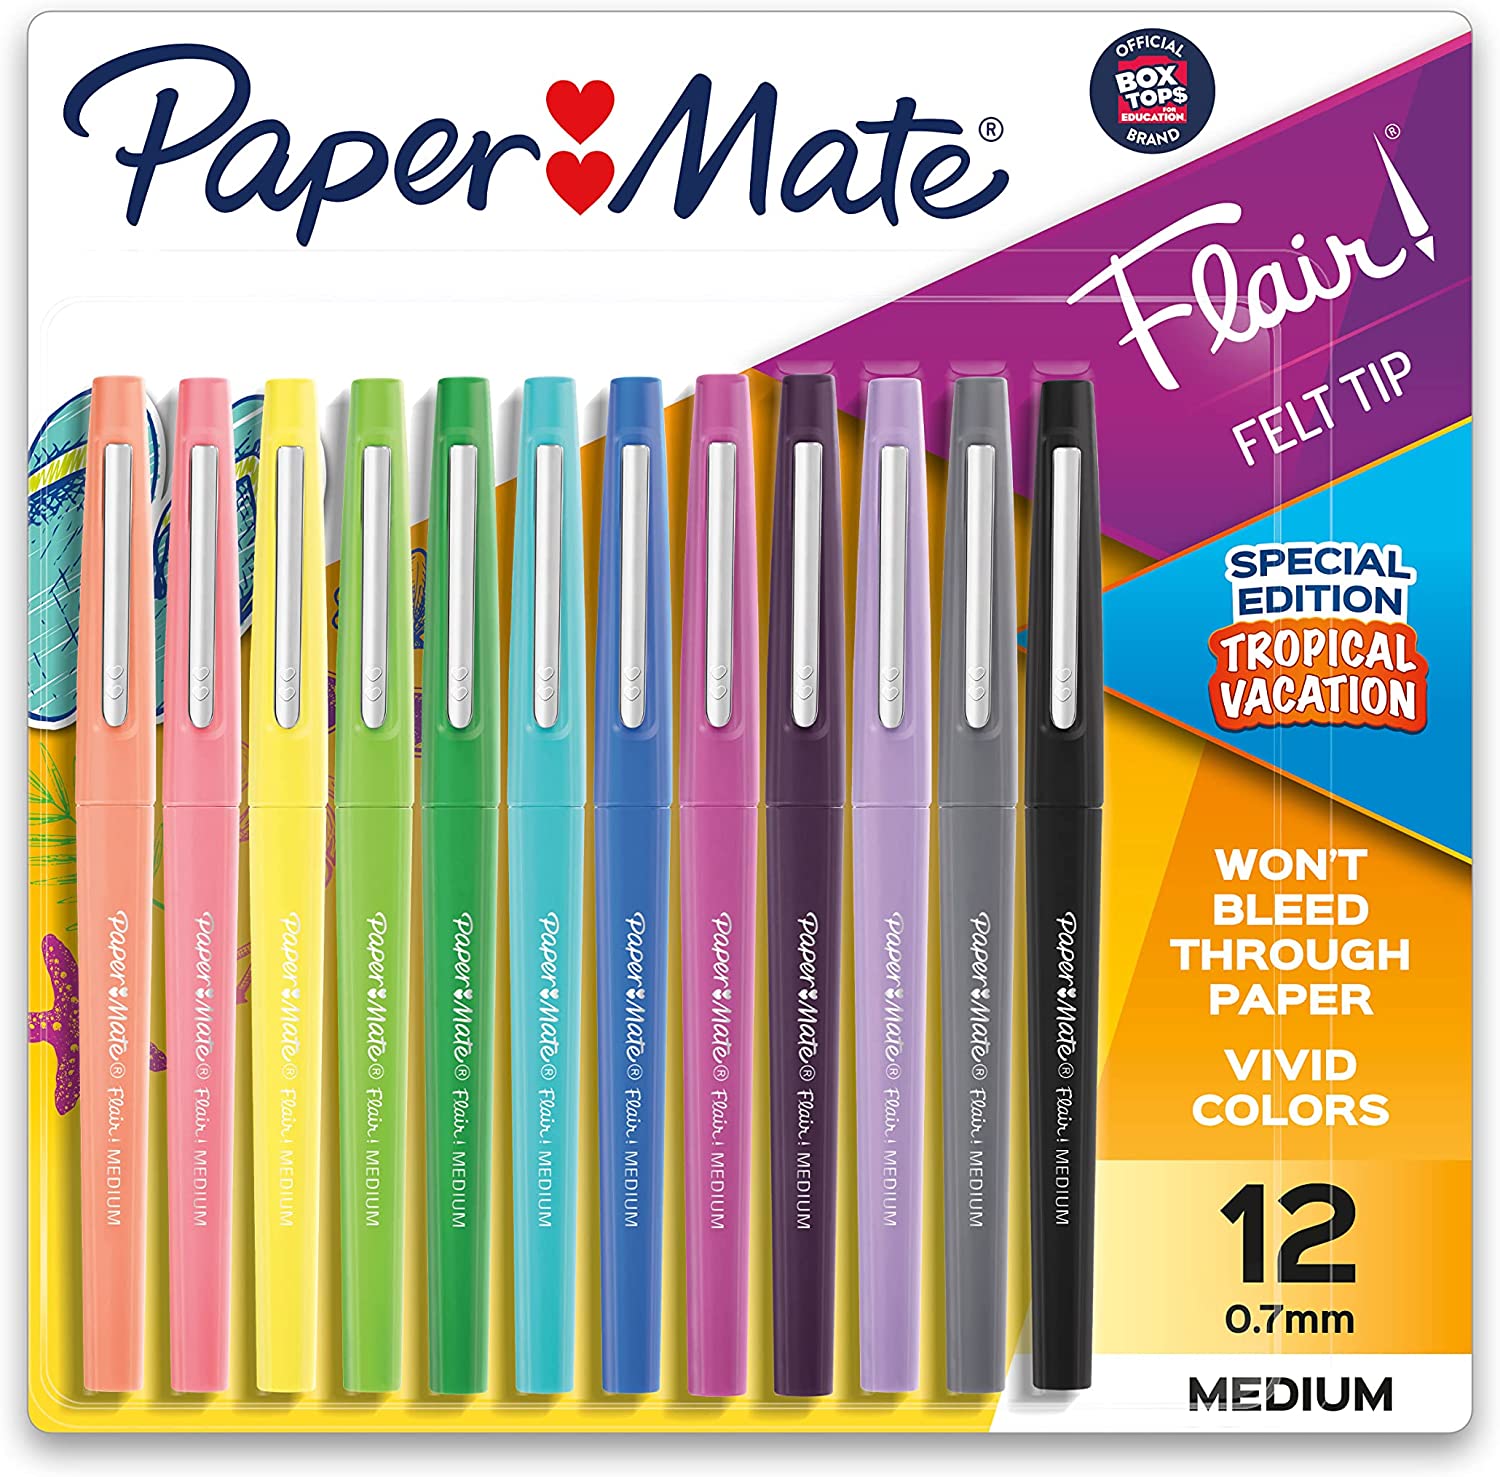 Paper Mate®
OFFICIAL
BOX
TOP$
FOR
EDUCATION
BRAND
Flair!®
FELT TIP
SPECIAL
EDITION
TROPICAL
VACATION
WON'T
BLEED
THROUGH
PAPER
VIVID
COLORS
12
0.7mm
MEDIUM
Paper Mate® Flair! MEDIUM
Paper Mate® Flair! MEDIUM
Paper Mate® Flair! MEDIUM
Paper Mate® Flair! MEDIUM
Paper Mate® Flair! MEDIUM
Paper Mate® Flair! MEDIUM
Paper Mate® Flair! MEDIUM
Paper Mate® Flair! MEDIUM
Paper Mate® Flair! MEDIUM
Paper Mate® Flair! MEDIUM
Paper Mate® Flair! MEDIUM
Paper Mate® Flair! MEDIUM